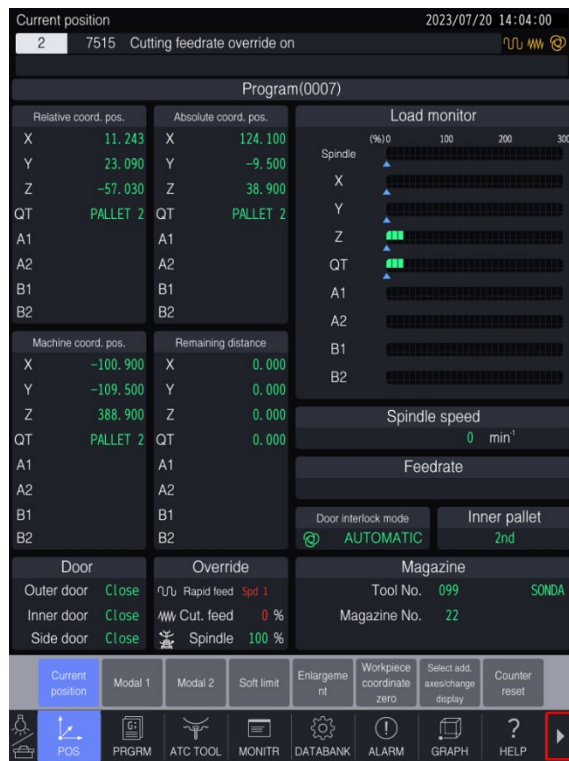 Current position 2023/07/20 14:04:00
2 7515 Cutting feedrate override on
Program(0007)
Relative coord. pos.
X 11.243
Y 23.090
Z -57.030
QT PALLET 2
A1
A2
B1
B2
Absolute coord. pos.
X 124.100
Y -9.500
Z 38.900
QT PALLET 2
A1
A2
B1
B2
Load monitor
(%)0 100 200 300
Spindle
X
Y
Z
QT
A1
A2
B1
B2
Machine coord. pos.
X -100.900
Y -109.500
Z 388.900
QT PALLET 2
A1
A2
B1
B2
Remaining distance
X 0.000
Y 0.000
Z 0.000
QT 0.000
A1
A2
B1
B2
Spindle speed
0 min⁻¹
Feedrate
Door interlock mode
AUTOMATIC
Inner pallet
2nd
Door
Outer door Close
Inner door Close
Side door Close
Override
Rapid feed Spd 1
Cut. feed 0 %
Spindle 100 %
Magazine
Tool No. 099 SONDA
Magazine No. 22
Current
position
Modal 1
Modal 2
Soft limit
Enlargeme
nt
Workpiece
coordinate
zero
Select add.
axes/change
display
Counter
reset
POS
G:
PRGRM
ATC TOOL
MONITR
DATABANK
ALARM
GRAPH
?
HELP